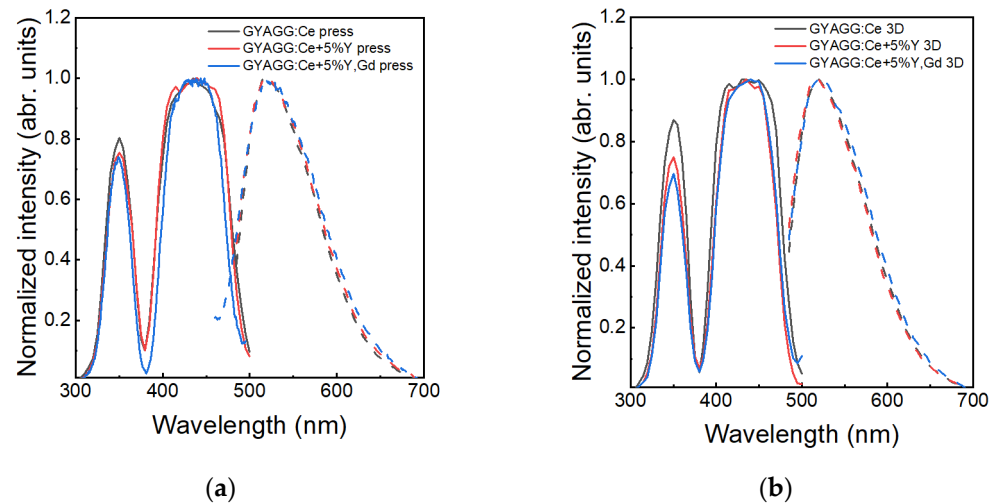 GYAGG:Ce press
GYAGG:Ce+5%Y press
GYAGG:Ce+5%Y,Gd press
Normalized intensity (abr. units)
1.2
1.0
0.8
0.6
0.4
0.2
300 400 500 600 700
Wavelength (nm)
(a)
GYAGG:Ce 3D
GYAGG:Ce+5%Y 3D
GYAGG:Ce+5%Y,Gd 3D
Normalized intensity (abr. units)
1.2
1.0
0.8
0.6
0.4
0.2
300 400 500 600 700
Wavelength (nm)
(b)